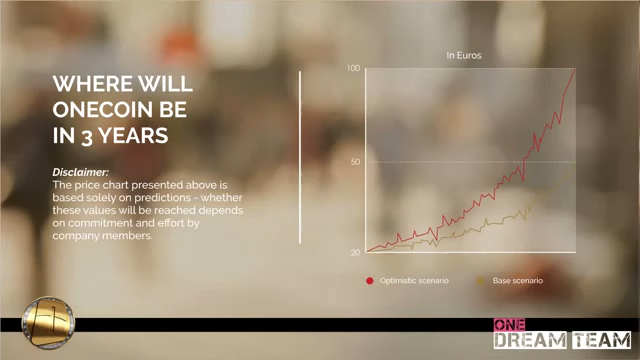 WHERE WILL
ONECOIN BE
IN 3 YEARS
Disclaimer:
The price chart presented above is
based solely on predictions - whether
these values will be reached depends
on commitment and effort by
company members.
In Euros
100
50
20
Optimistic scenario
Base scenario
ONE
DREAM TEAM